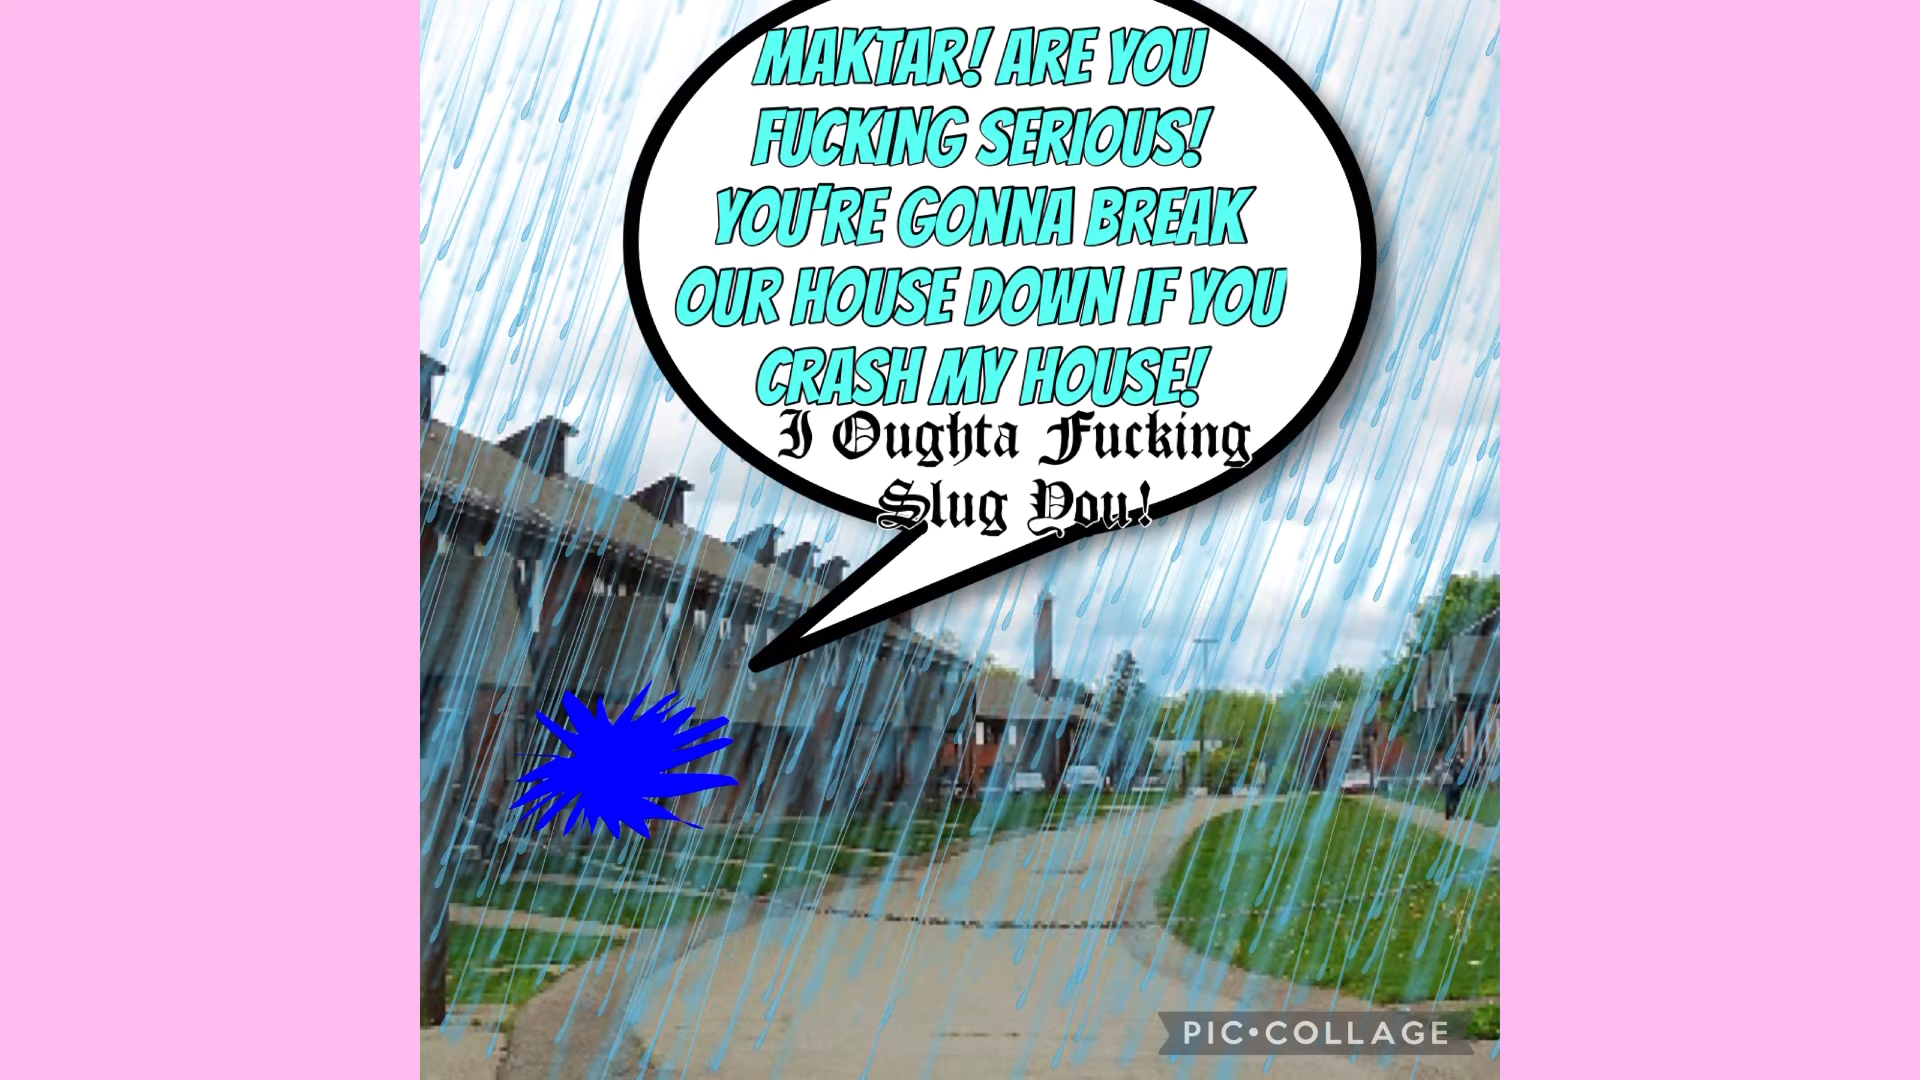 MAKTAR! ARE YOU
FUCKING SERIOUS!
YOU'RE GONNA BREAK
OUR HOUSE DOWN IF YOU
CRASH MY HOUSE!
I Oughta Fucking
Slug You!
PIC•COLLAGE